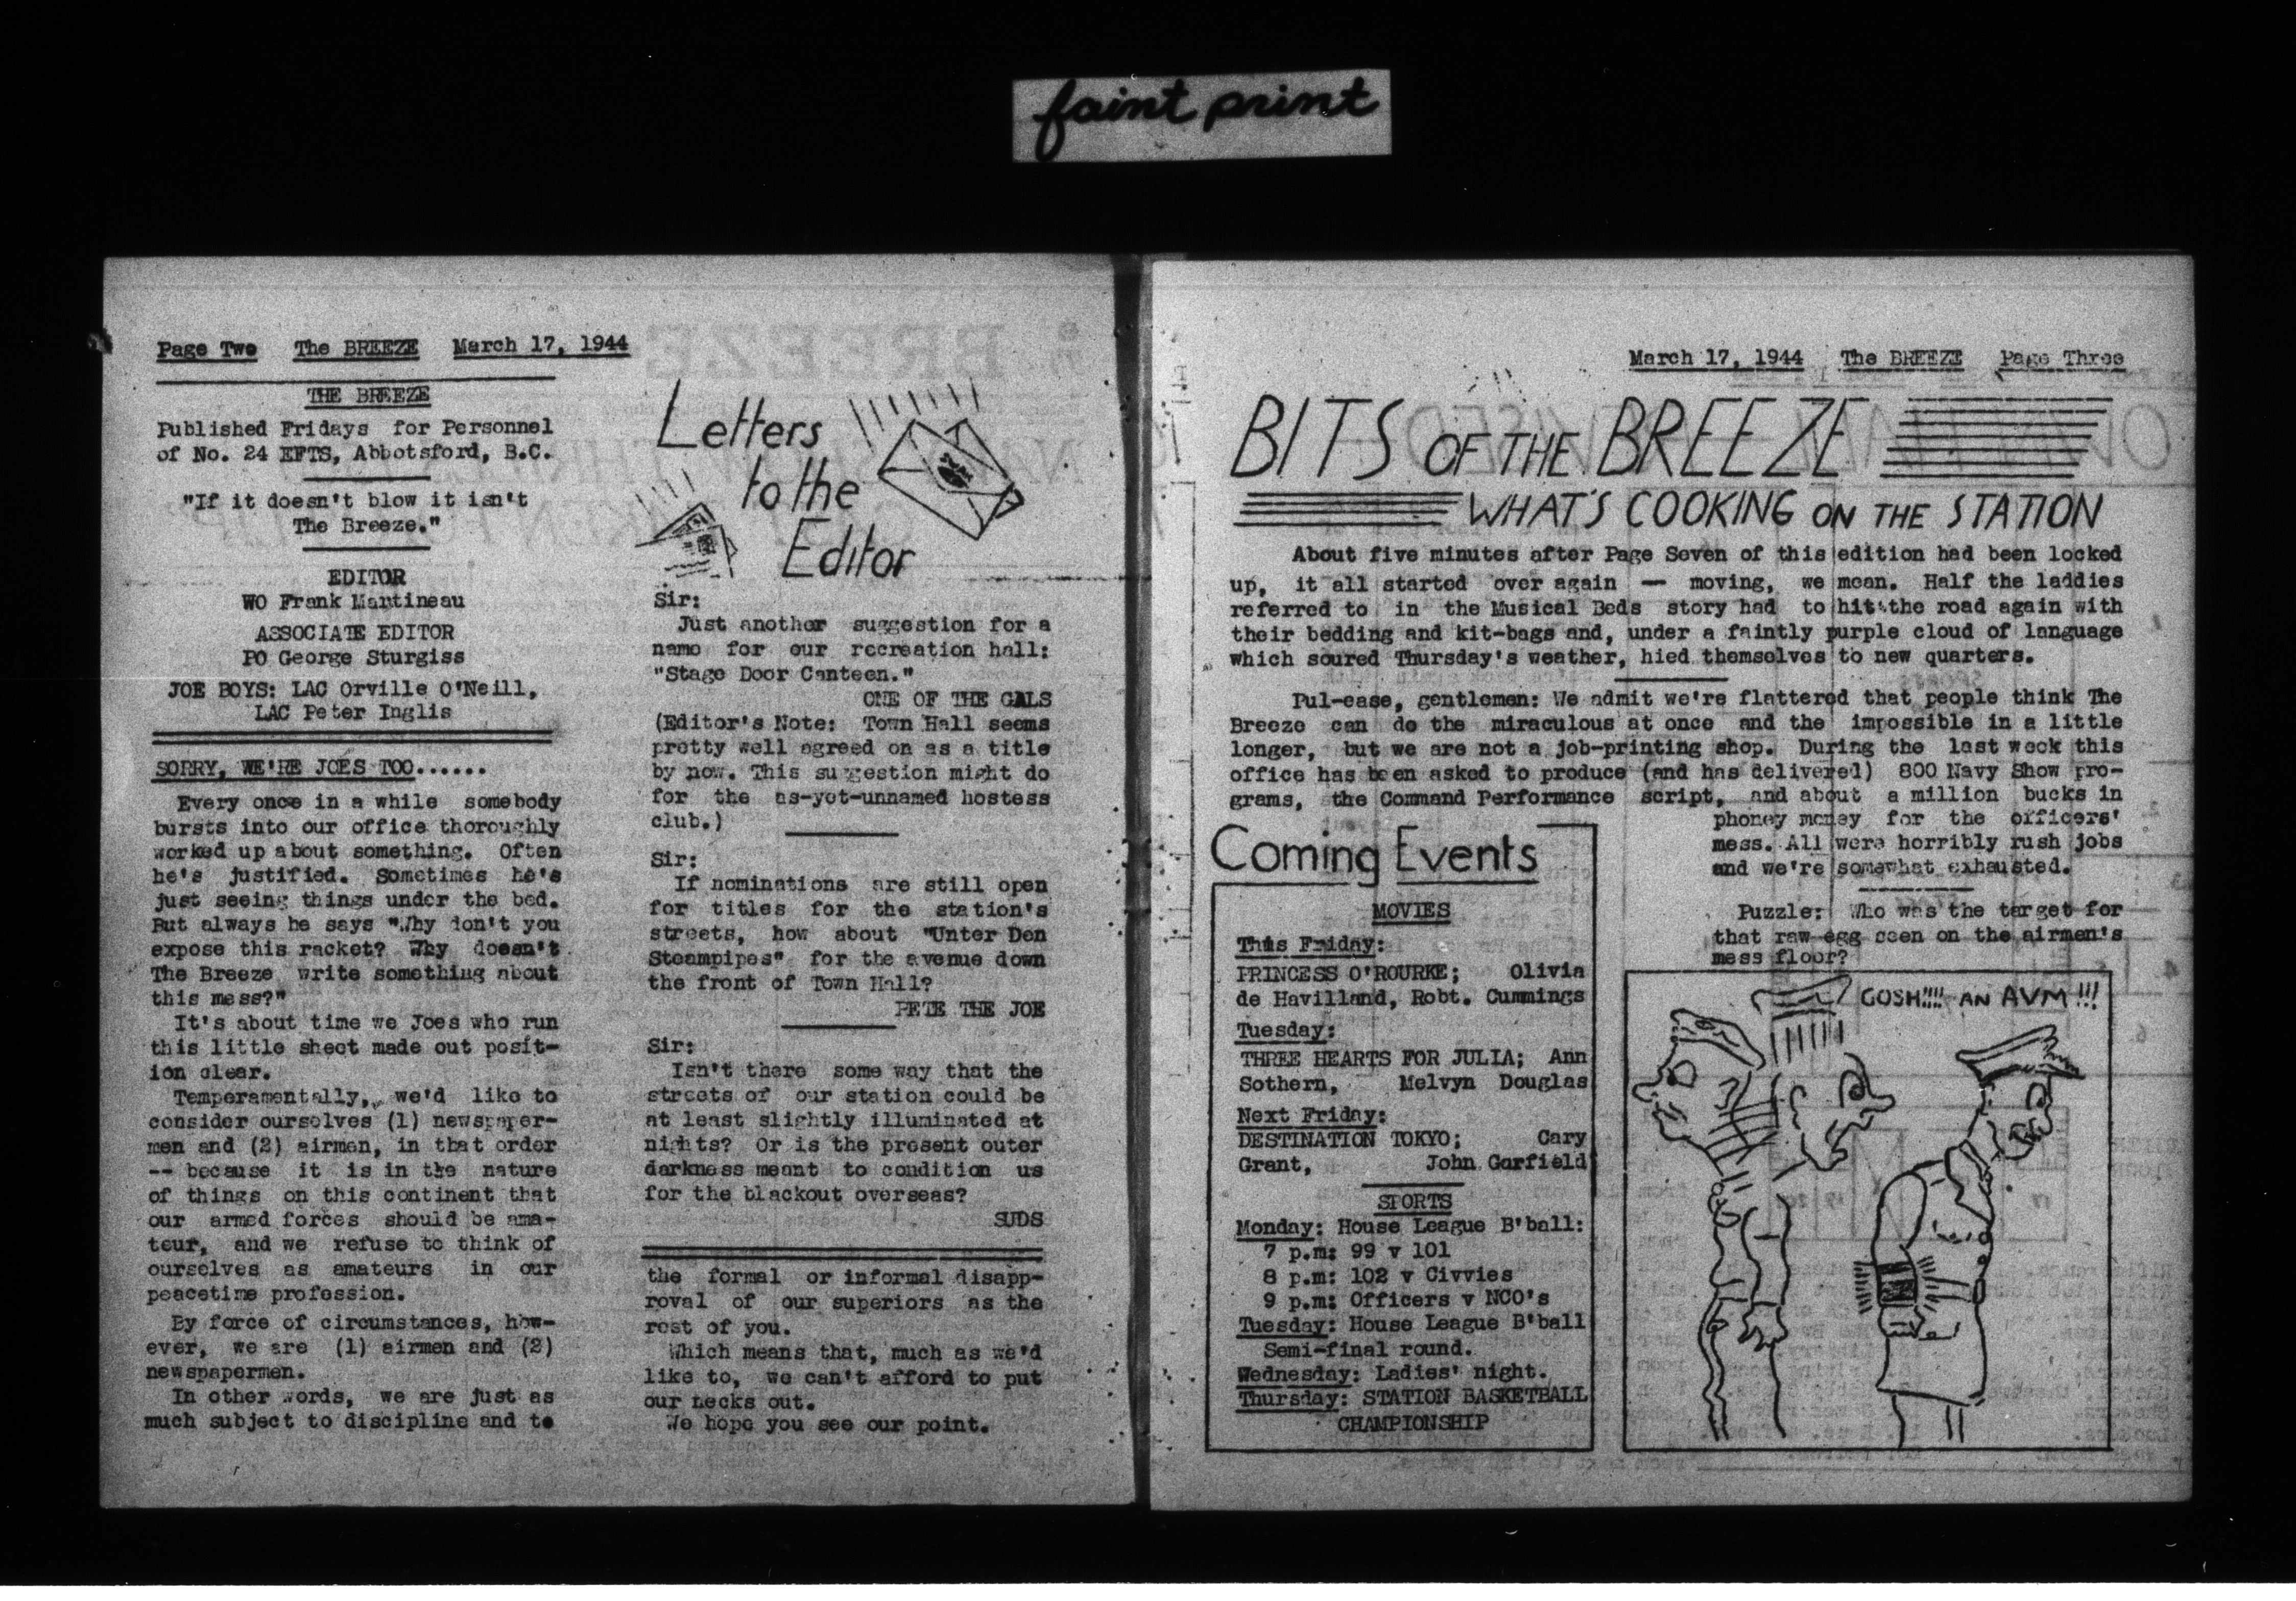 faint print
Page Two The BREEZE March 17, 1944
THE BREEZE
Published Fridays for Personnel
of No. 24 EFTS, Abbotsford, B.C.
"If it doesn't blow it isn't
The Breeze."
EDITOR
WO Frank Martineau
ASSOCIATE EDITOR
PO George Sturgiss
JOE BOYS: LAC Orville O'Neill,
LAC Peter Inglis
SORRY, WE'RE JOES TOO......
Every once in a while somebody
bursts into our office thoroughly
worked up about something. Often
he's justified. Sometimes he's
just seeing things under the bed.
But always he says "Why don't you
expose this racket? Why doesn't
The Breeze write something about
this mess?"
It's about time we Joes who run
this little sheet made out posit-
ion clear.
Temperamentally, we'd like to
consider ourselves (1) newspaper-
men and (2) airmen, in that order
-- because it is in the nature
of things on this continent that
our armed forces should be ama-
teur, and we refuse to think of
ourselves as amateurs in our
peacetime profession.
By force of circumstances, how-
ever, we are (1) airmen and (2)
newspapermen.
In other words, we are just as
much subject to discipline and to
Letters
to the
Editor
Sir:
Just another suggestion for a
name for our recreation hall:
"Stage Door Canteen."
ONE OF THE GALS
(Editor's Note: Town Hall seems
pretty well agreed on as a title
by now. This suggestion might do
for the as-yet-unnamed hostess
club.)
Sir:
If nominations are still open
for titles for the station's
streets, how about "Unter Den
Steampipes" for the avenue down
the front of Town Hall?
PETE THE JOE
Sir:
Isn't there some way that the
streets of our station could be
at least slightly illuminated at
nights? Or is the present outer
darkness meant to condition us
for the blackout overseas?
SUDS
the formal or informal disapp-
roval of our superiors as the
rest of you.
Which means that, much as we'd
like to, we can't afford to put
our necks out.
We hope you see our point.
March 17, 1944 The BREEZE Page Three
BITS OF THE BREEZE
WHAT'S COOKING ON THE STATION
About five minutes after Page Seven of this edition had been locked
up, it all started over again — moving, we mean. Half the laddies
referred to in the Musical Beds story had to hit the road again with
their bedding and kit-bags and, under a faintly purple cloud of language
which soured Thursday's weather, hied themselves to new quarters.
Pul-ease, gentlemen: We admit we're flattered that people think The
Breeze can do the miraculous at once and the impossible in a little
longer, but we are not a job-printing shop. During the last week this
office has been asked to produce (and has delivered) 800 Navy Show pro-
grams, the Command Performance script, and about a million bucks in
phoney money for the officers'
mess. All were horribly rush jobs
and we're somewhat exhausted.
Puzzle: Who was the target for
that raw egg seen on the airmen's
mess floor?
Coming Events
MOVIES
This Friday:
PRINCESS O'ROURKE; Olivia
de Havilland, Robt. Cummings
Tuesday:
THREE HEARTS FOR JULIA; Ann
Sothern, Melvyn Douglas
Next Friday:
DESTINATION TOKYO; Cary
Grant, John Garfield
SPORTS
Monday: House League B'ball:
7 p.m: 99 v 101
8 p.m: 102 v Civvies
9 p.m: Officers v NCO's
Tuesday: House League B'ball
Semi-final round.
Wednesday: Ladies' night.
Thursday: STATION BASKETBALL
CHAMPIONSHIP
GOSH!!!! AN AVM!!!